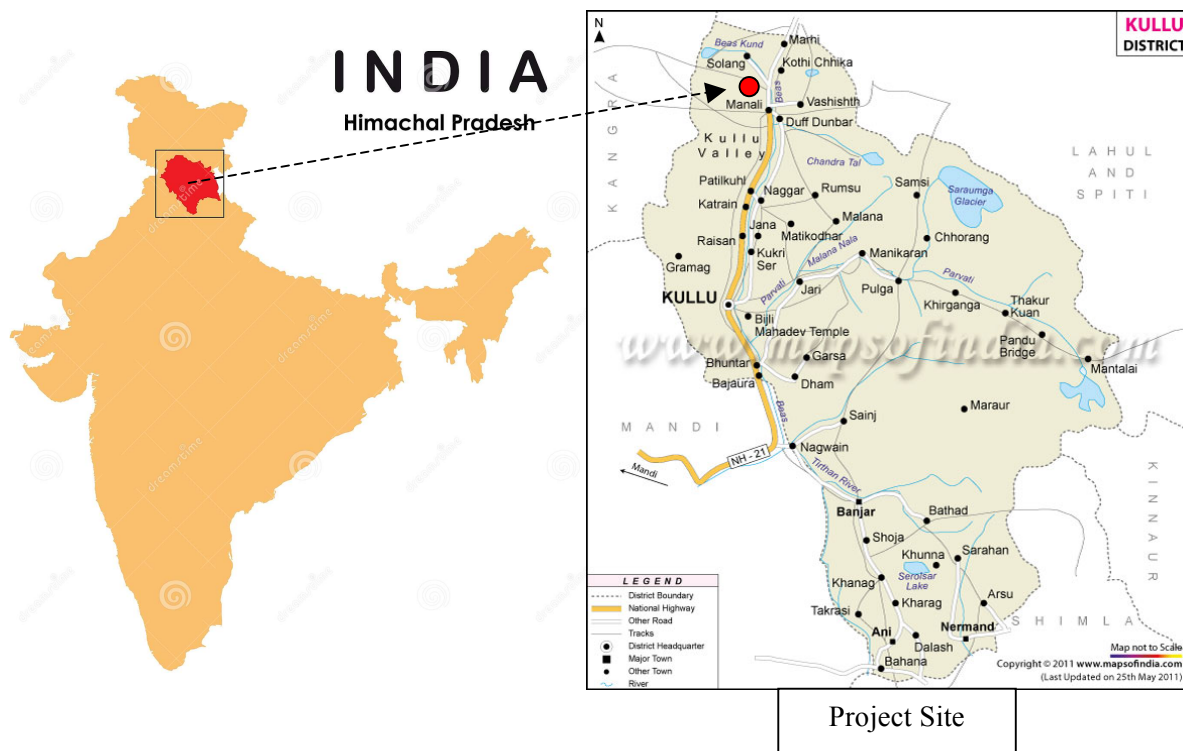 INDIA
Himachal Pradesh
dreamstime
N
KULLU
DISTRICT
Marhi
Beas Kund
Solang
Kothi Chhika
Beas
Manali
Vashishth
Duff Dunbar
Kullu
Valley
Chandra Tal
KANGRA
LAHUL
AND
SPITI
Patilkuhl
Naggar
Rumsu
Samsi
Saraumga
Glacier
Katrain
Malana
Jana
Matikodhar
Raisan
Chhorang
Malana Nala
Manikaran
Kukri
Ser
Gramag
Parvati
Parvati
Jari
Pulga
KULLU
Khirganga
Thakur
Kuan
Bijli
Mahadev Temple
www.mapsofindia.com
Pandu
Bridge
Garsa
Bhuntar
Mantalai
Bajaura
Dham
Beas
Maraur
Sainj
MANDI
Nagwain
NH - 21
Mandi
Tirthan River
KINNAUR
Banjar
Bathad
Shoja
Khunna
Sarahan
Serolsar
Lake
Khanag
Arsu
Kharag
Takrasi
SHIMLA
Ani
Nermand
Dalash
Bahana
LEGEND
District Boundary
National Highway
Other Road
Tracks
District Headquarter
Major Town
Other Town
River
Map not to Scale
Copyright © 2011 www.mapsofindia.com
(Last Updated on 25th May 2011)
Project Site